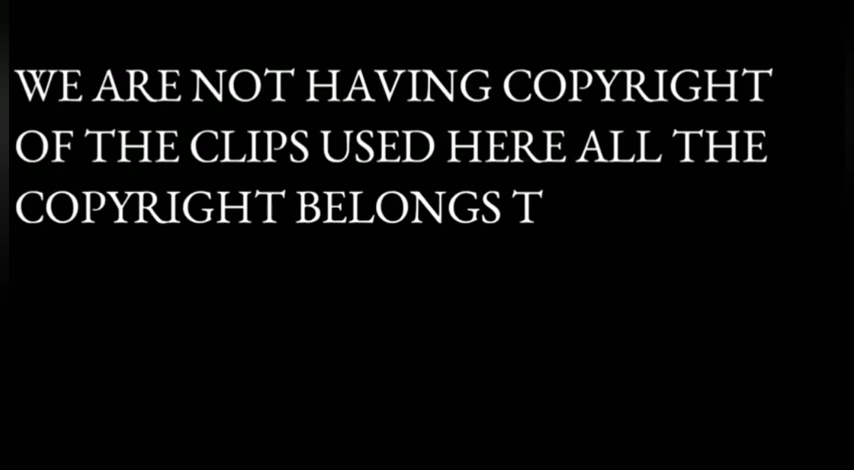 WE ARE NOT HAVING COPYRIGHT
OF THE CLIPS USED HERE ALL THE
COPYRIGHT BELONGS T